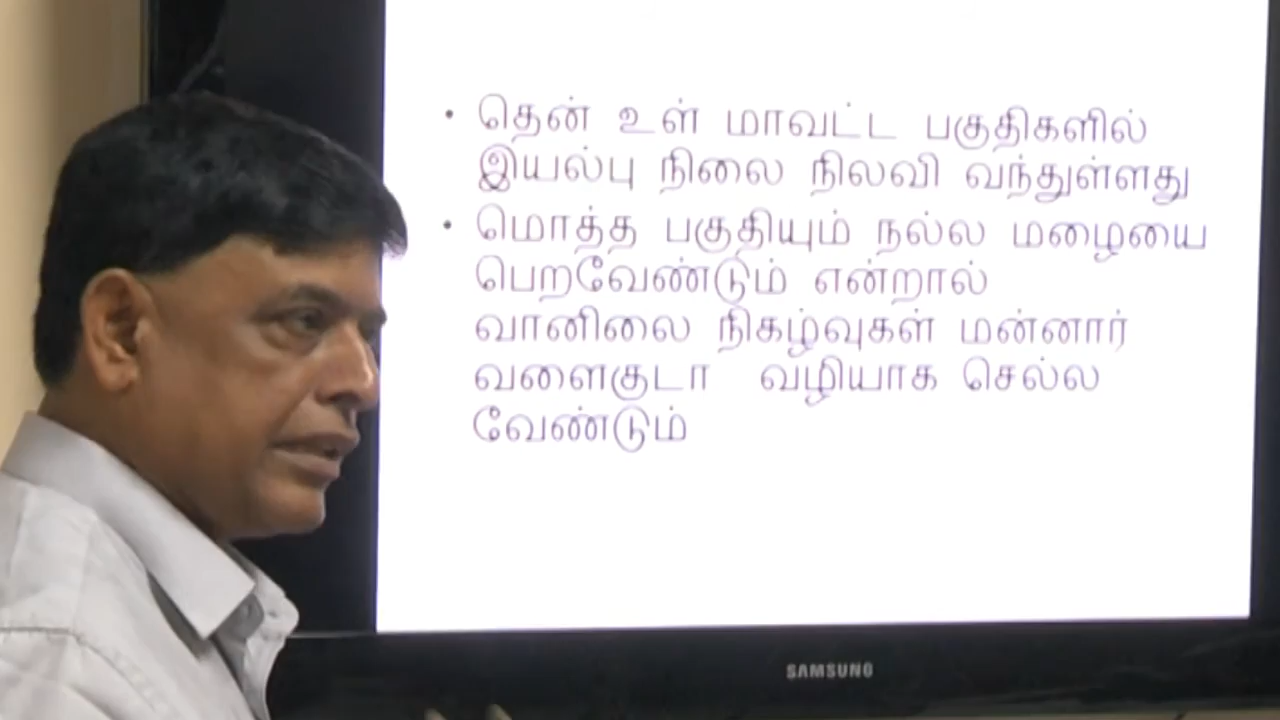 • தென் உள் மாவட்ட பகுதிகளில்
இயல்பு நிலை நிலவி வந்துள்ளது
• மொத்த பகுதியும் நல்ல மழையை
பெறவேண்டும் என்றால்
வானிலை நிகழ்வுகள் மன்னார்
வளைகுடா வழியாக செல்ல
வேண்டும்
SAMSUNG